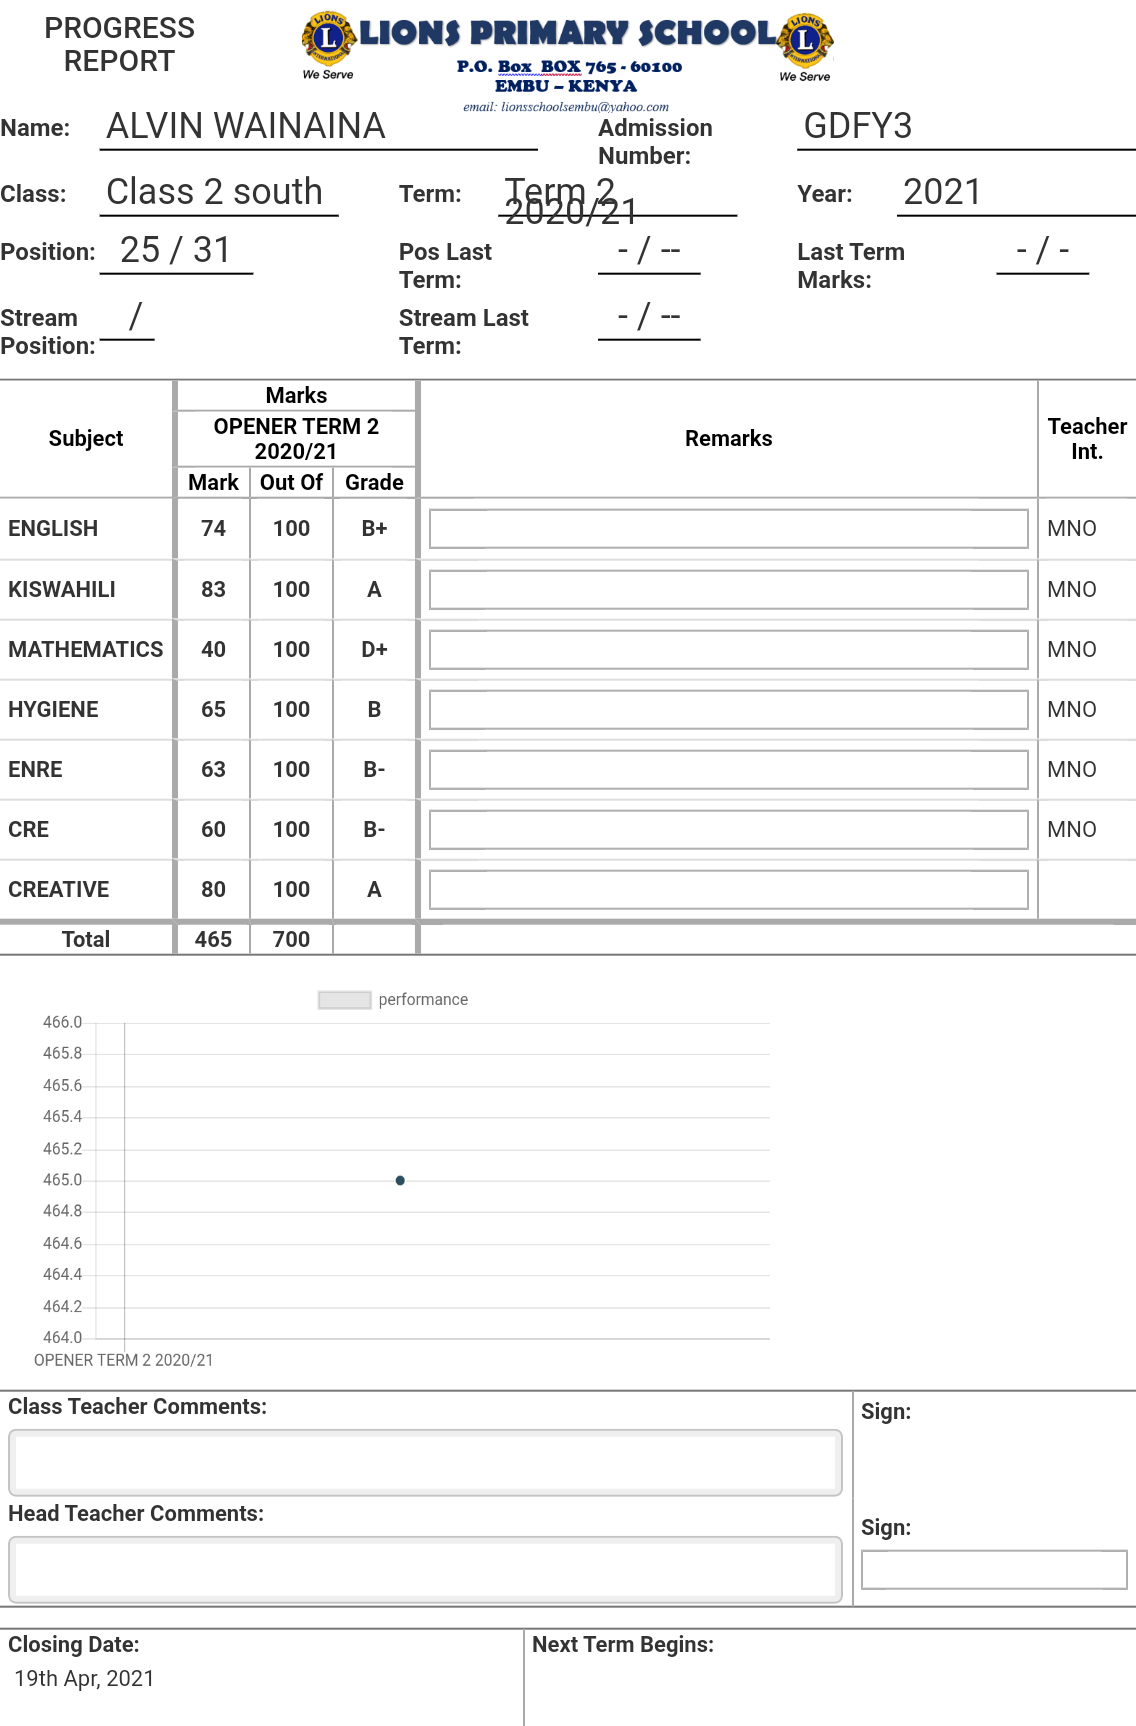 PROGRESS
REPORT
LIONS PRIMARY SCHOOL
LIONS
INTERNATIONAL
We Serve
LIONS
INTERNATIONAL
We Serve
P.O. Box BOX 765 - 60100
EMBU – KENYA
email: lionsschoolsembu@yahoo.com
Name: ALVIN WAINAINA Admission Number: GDFY3
Class: Class 2 south Term: Term 2 2020/21 Year: 2021
Position: 25 / 31 Pos Last Term: - / -- Last Term Marks: - / -
Stream Position: / Stream Last Term: - / --
Subject Marks Remarks Teacher Int.
OPENER TERM 2 2020/21
Mark Out Of Grade
ENGLISH 74 100 B+ MNO
KISWAHILI 83 100 A MNO
MATHEMATICS 40 100 D+ MNO
HYGIENE 65 100 B MNO
ENRE 63 100 B- MNO
CRE 60 100 B- MNO
CREATIVE 80 100 A
Total 465 700
performance
466.0
465.8
465.6
465.4
465.2
465.0
464.8
464.6
464.4
464.2
464.0
OPENER TERM 2 2020/21
Class Teacher Comments: Sign:
Head Teacher Comments: Sign:
Closing Date: Next Term Begins:
19th Apr, 2021